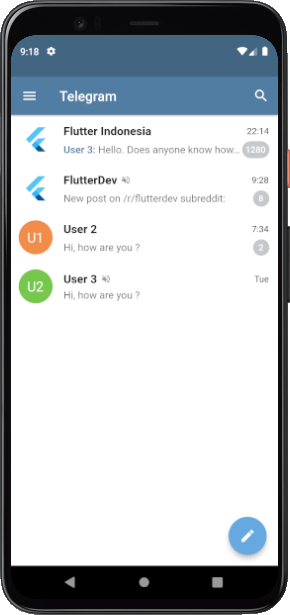 9:18
Telegram
Flutter Indonesia 22:14
User 3: Hello. Does anyone know how... 1280
FlutterDev 9:28
New post on /r/flutterdev subreddit: 8
U1 User 2 7:34
Hi, how are you ? 2
U2 User 3 Tue
Hi, how are you ?